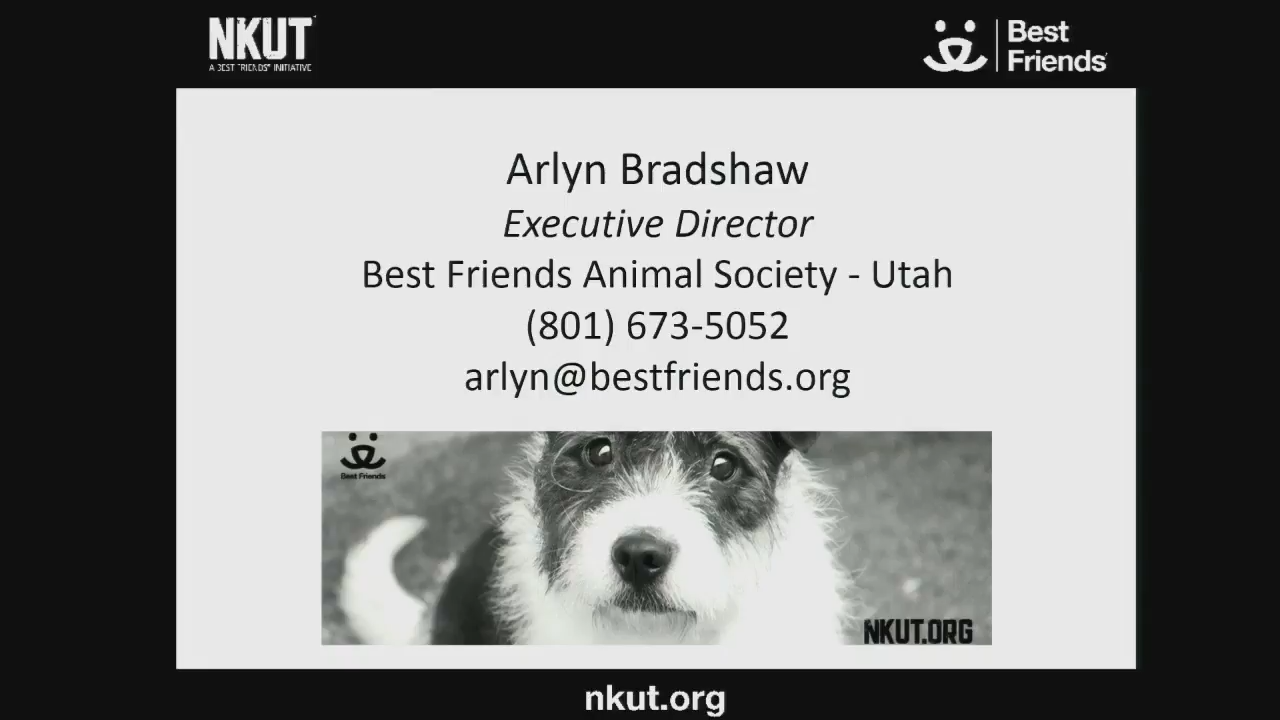 NKUT
A BEST FRIENDS INITIATIVE
Best
Friends
Arlyn Bradshaw
Executive Director
Best Friends Animal Society - Utah
(801) 673-5052
arlyn@bestfriends.org
Best Friends
NKUT.ORG
nkut.org